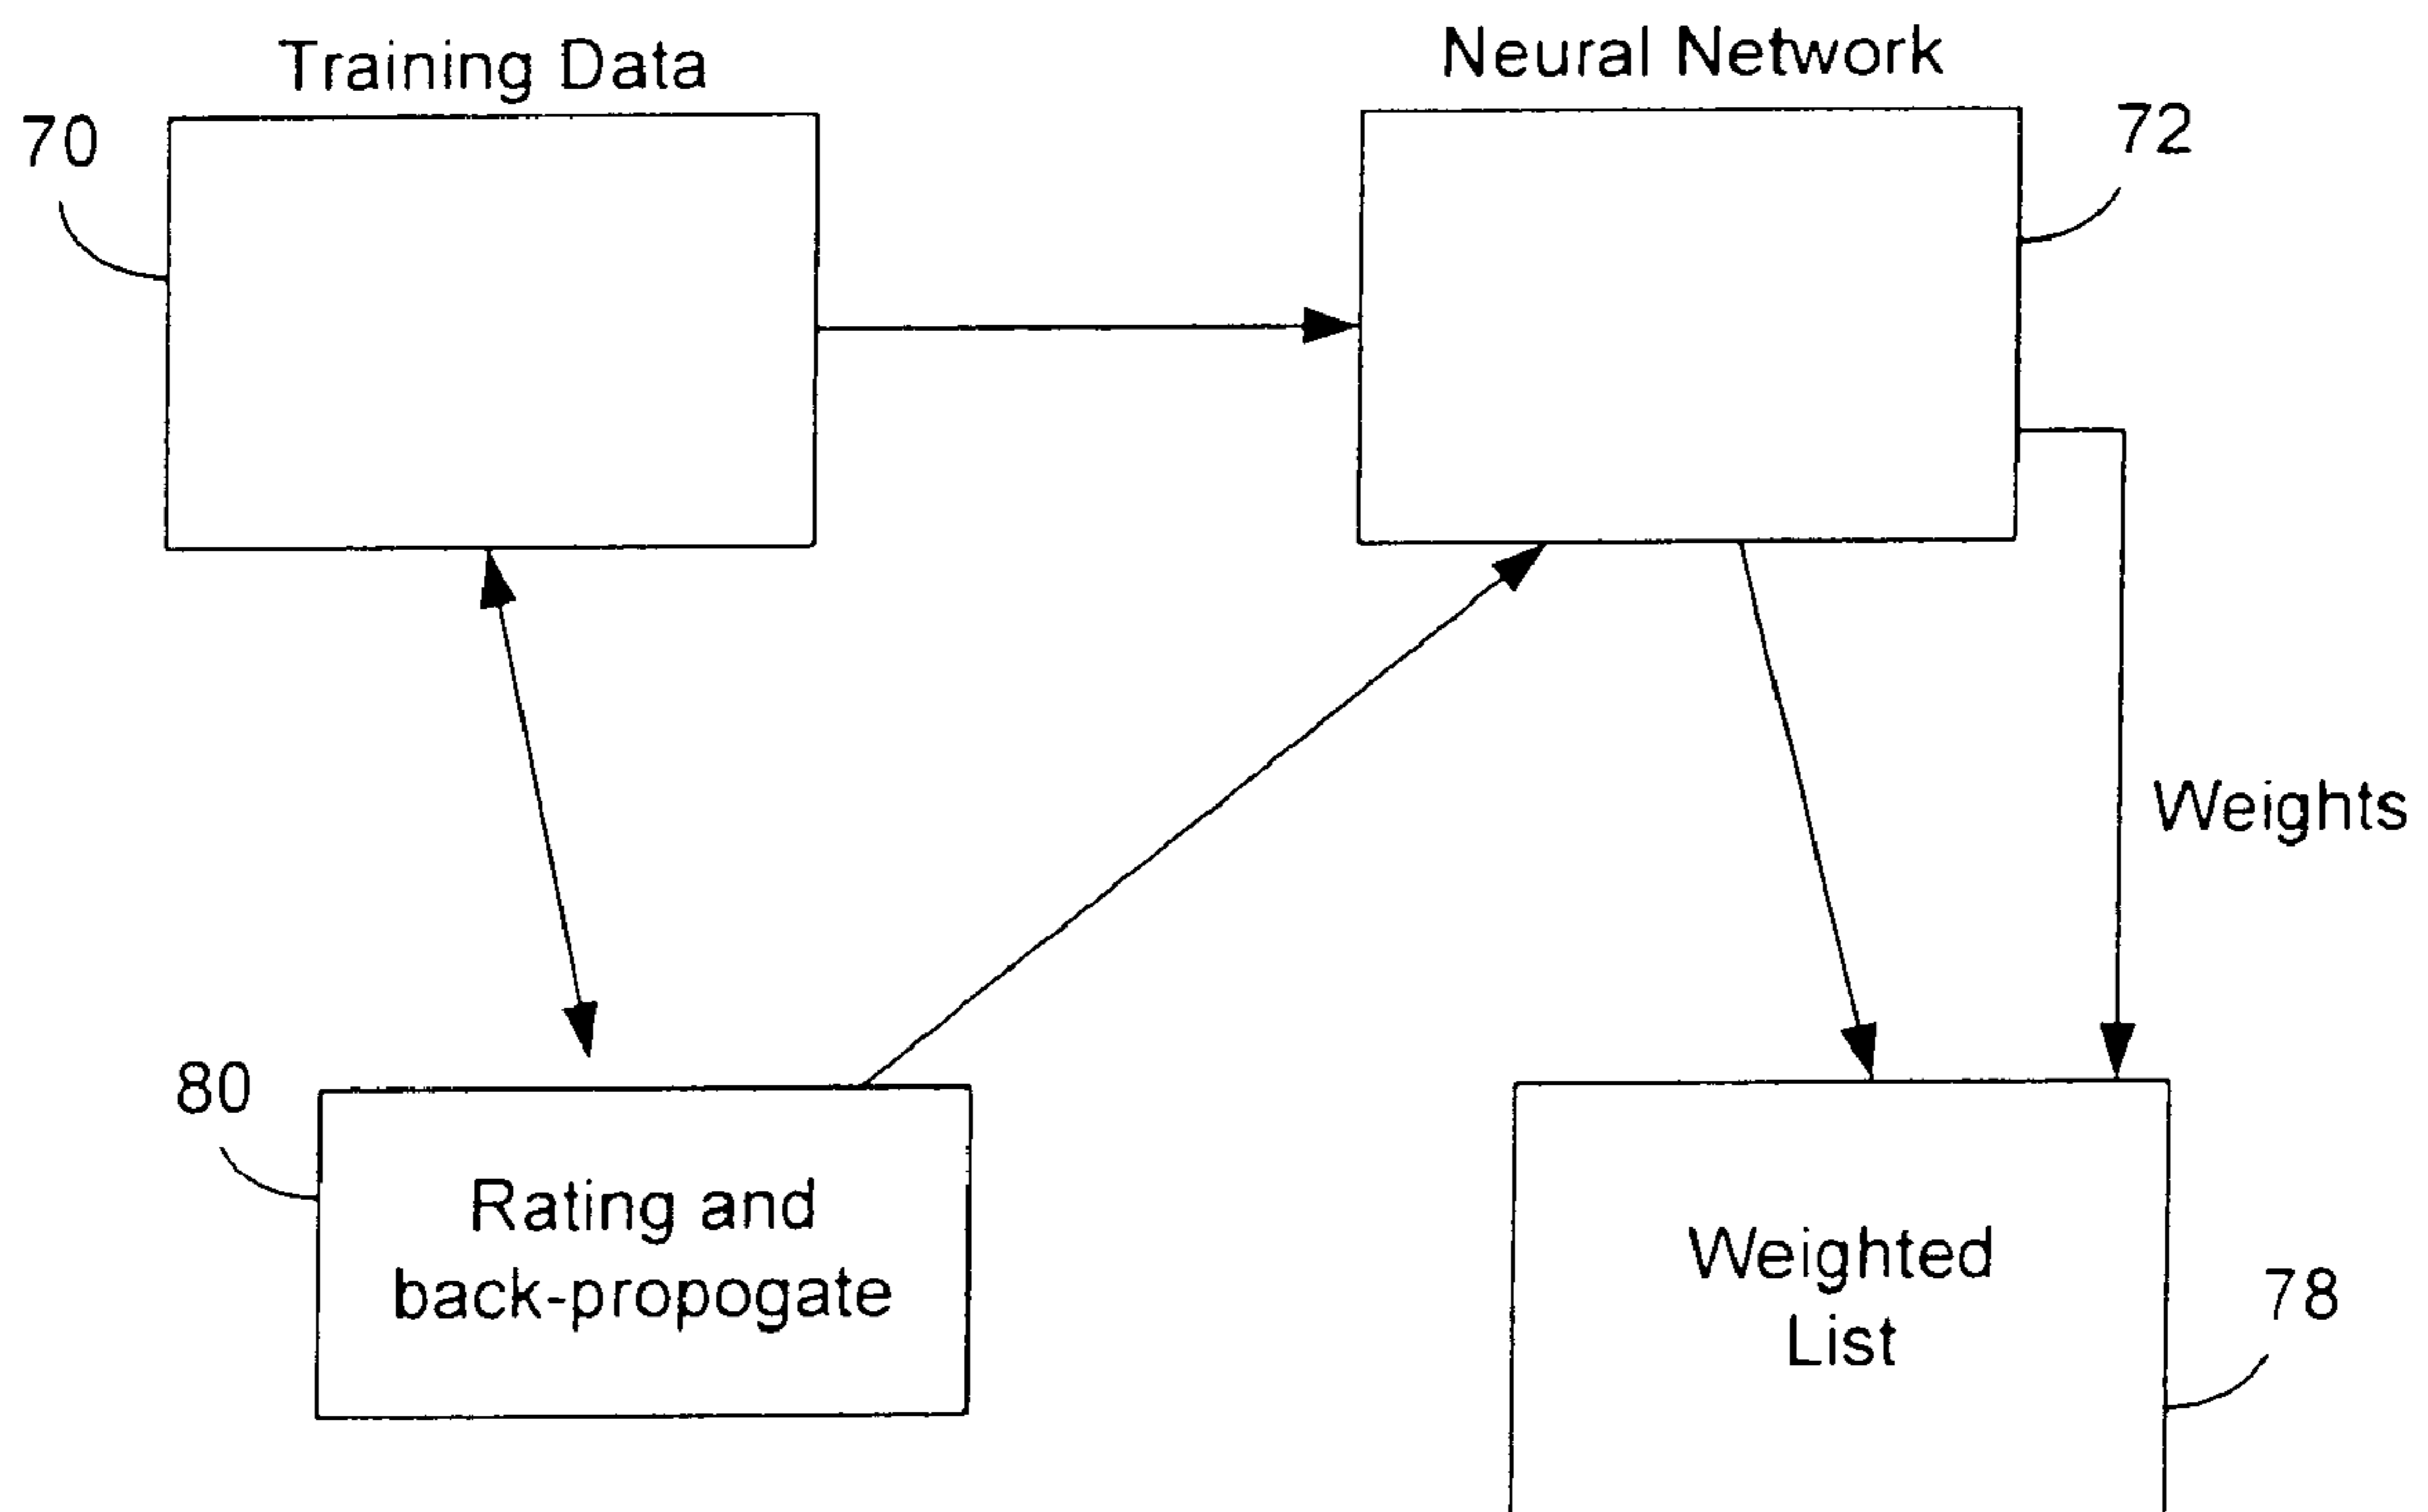 Training Data
Neural Network
70
72
Weights
80
Rating and
back-propogate
Weighted
List
78